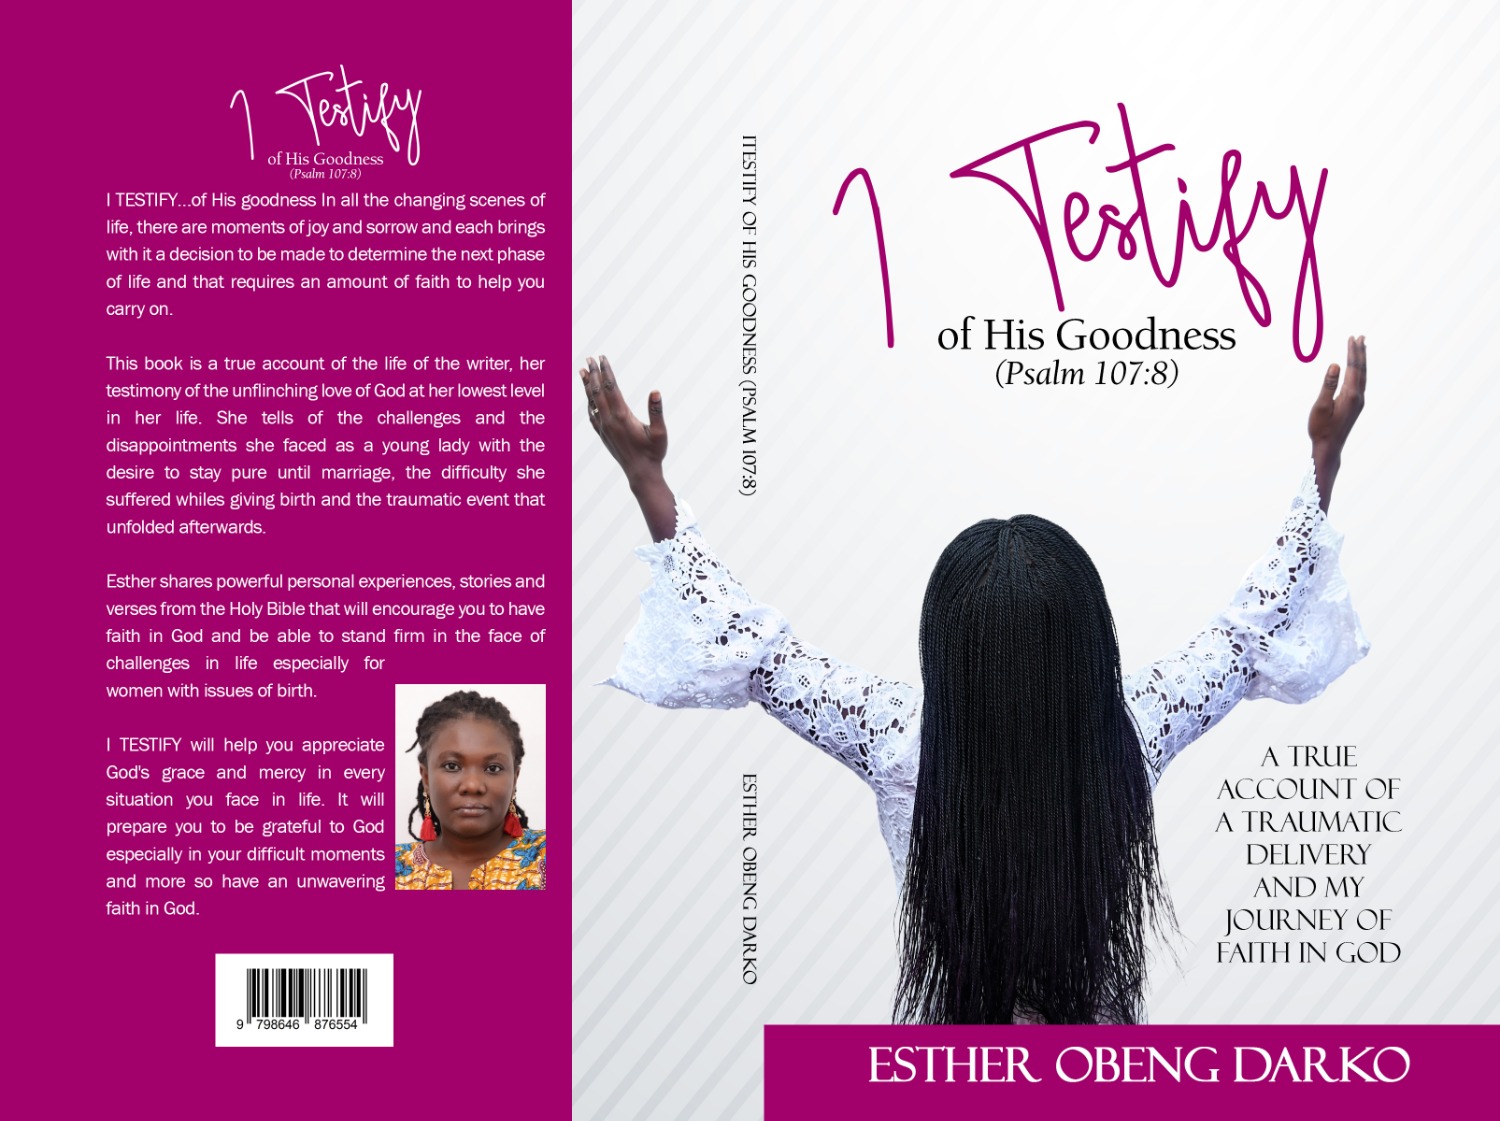 I Testify
of His Goodness
(Psalm 107:8)
I TESTIFY...of His goodness In all the changing scenes of
life, there are moments of joy and sorrow and each brings
with it a decision to be made to determine the next phase
of life and that requires an amount of faith to help you
carry on.
This book is a true account of the life of the writer, her
testimony of the unflinching love of God at her lowest level
in her life. She tells of the challenges and the
disappointments she faced as a young lady with the
desire to stay pure until marriage, the difficulty she
suffered whiles giving birth and the traumatic event that
unfolded afterwards.
Esther shares powerful personal experiences, stories and
verses from the Holy Bible that will encourage you to have
faith in God and be able to stand firm in the face of
challenges in life especially for
women with issues of birth.
I TESTIFY will help you appreciate
God's grace and mercy in every
situation you face in life. It will
prepare you to be grateful to God
especially in your difficult moments
and more so have an unwavering
faith in God.
9 798646 876554
ITESTIFY OF HIS GOODNESS (PSALM 107:8)
ESTHER OBENG DARKO
I Testify
of His Goodness
(Psalm 107:8)
A TRUE
ACCOUNT OF
A TRAUMATIC
DELIVERY
AND MY
JOURNEY OF
FAITH IN GOD
ESTHER OBENG DARKO